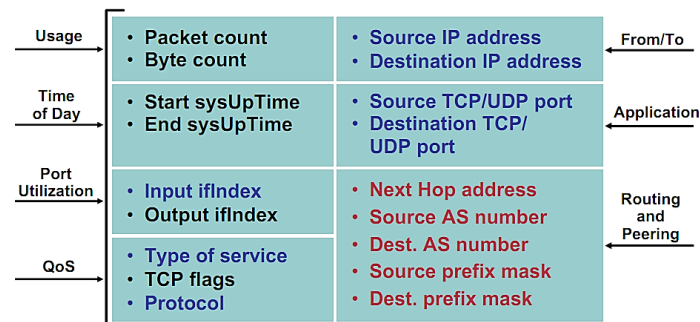 Usage
• Packet count
• Byte count
• Source IP address
• Destination IP address
From/To
Time
of Day
• Start sysUpTime
• End sysUpTime
• Source TCP/UDP port
• Destination TCP/
UDP port
Application
Port
Utilization
• Input ifIndex
• Output ifIndex
• Next Hop address
• Source AS number
• Dest. AS number
• Source prefix mask
• Dest. prefix mask
Routing
and
Peering
QoS
• Type of service
• TCP flags
• Protocol